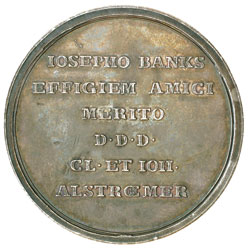 IOSEPHO BANKS
EFFIGIEM AMICI
MERITO
D·D·D·
CL·ET IOH·
ALSTRŒMER